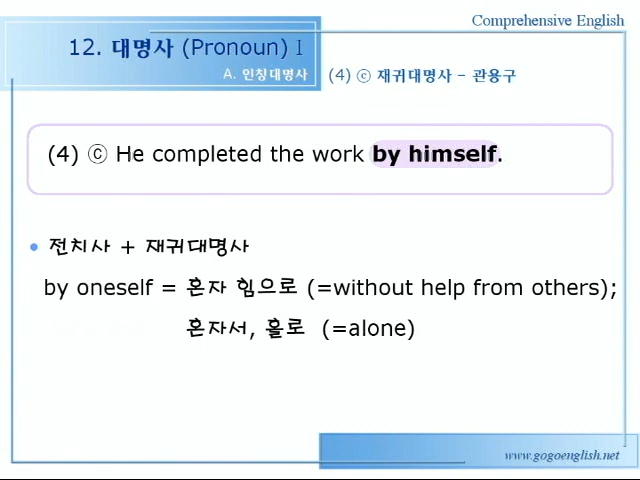 Comprehensive English
12. 대명사 (Pronoun) I
A. 인칭대명사
(4) ⓒ 재귀대명사 - 관용구
(4) ⓒ He completed the work by himself.
• 전치사 + 재귀대명사
by oneself = 혼자 힘으로 (=without help from others);
혼자서, 홀로 (=alone)
www.gogoenglish.net